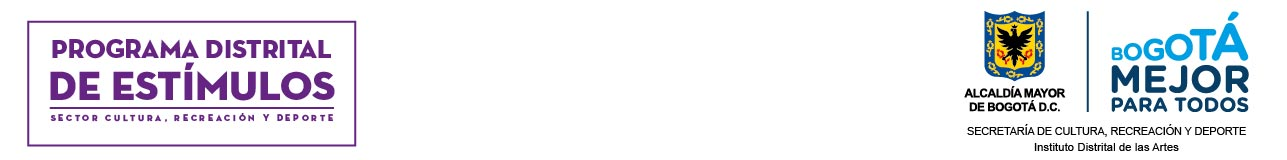 PROGRAMA DISTRITAL
DE ESTÍMULOS
SECTOR CULTURA, RECREACIÓN Y DEPORTE
ALCALDÍA MAYOR
DE BOGOTÁ D.C.
BOGOTÁ
MEJOR
PARA TODOS
SECRETARÍA DE CULTURA, RECREACIÓN Y DEPORTE
Instituto Distrital de las Artes